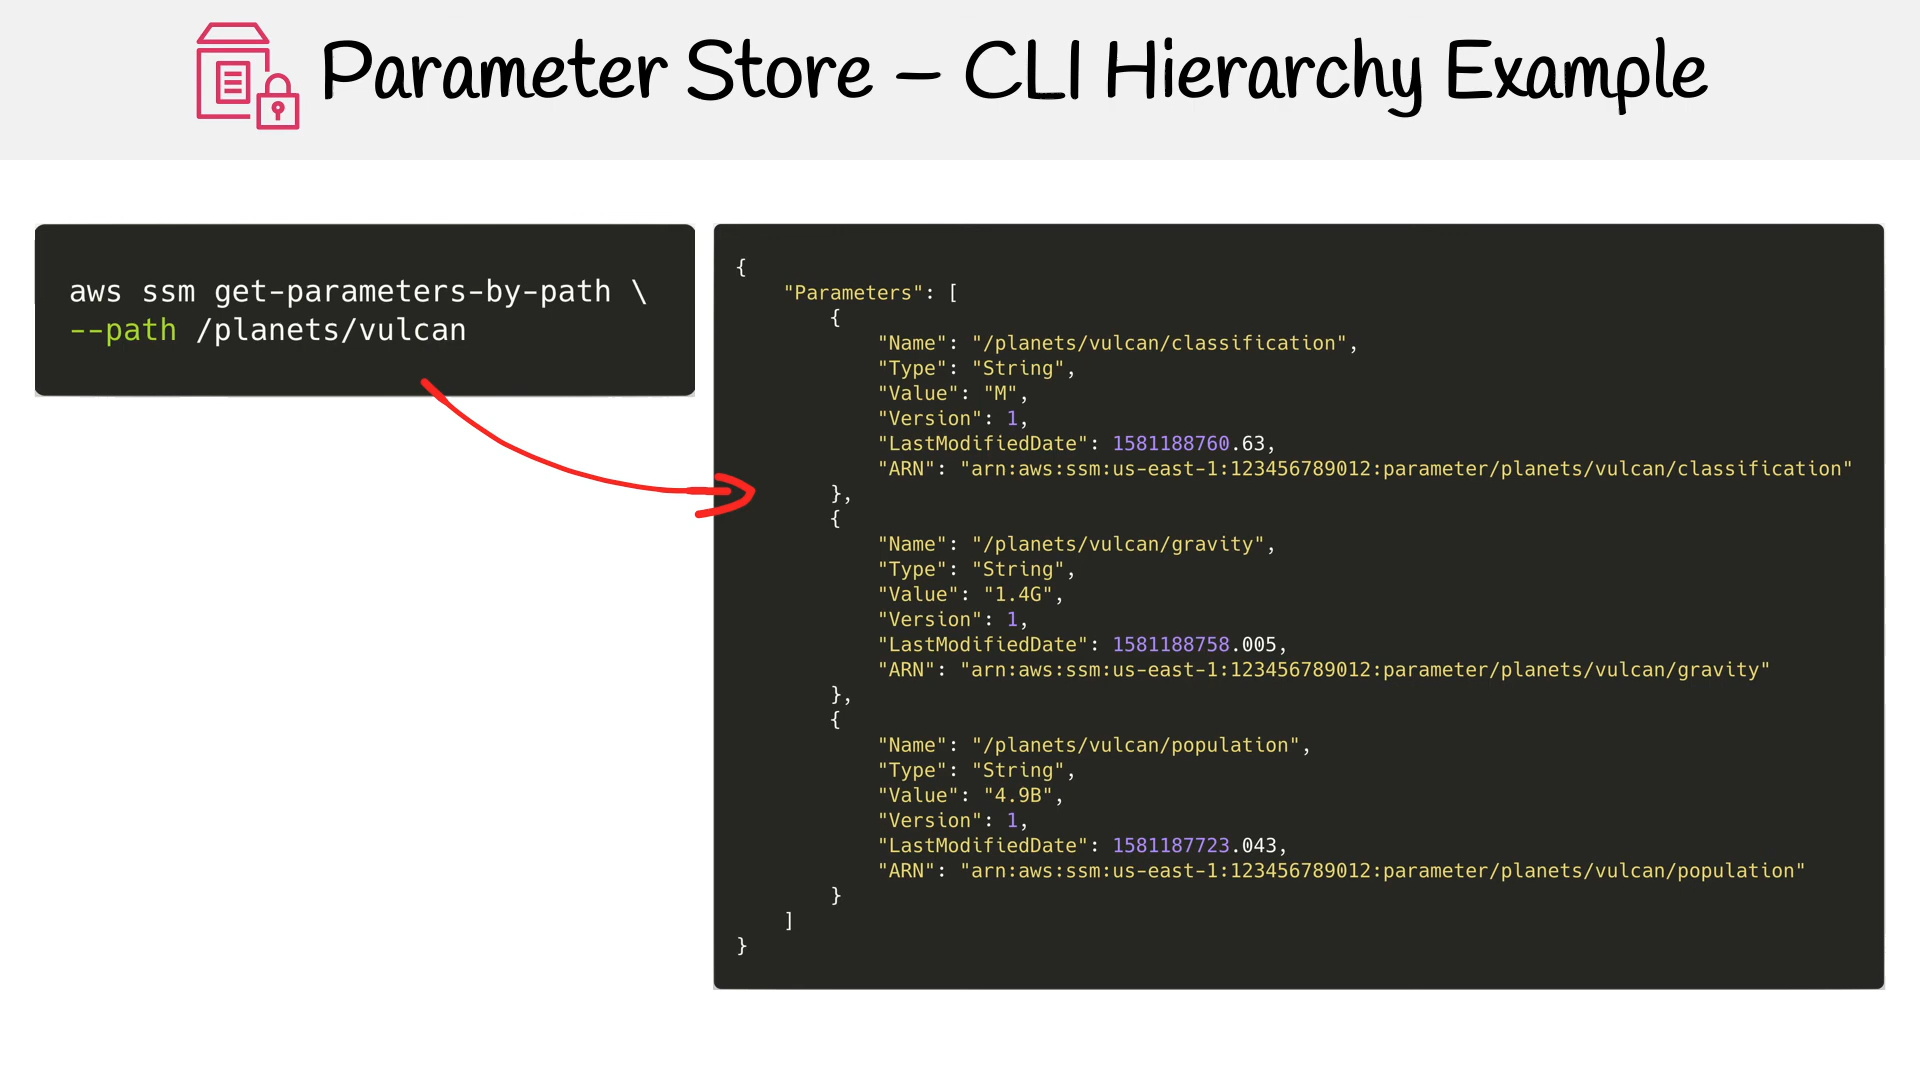 Parameter Store – CLI Hierarchy Example
aws ssm get-parameters-by-path \
--path /planets/vulcan
{
    "Parameters": [
        {
            "Name": "/planets/vulcan/classification",
            "Type": "String",
            "Value": "M",
            "Version": 1,
            "LastModifiedDate": 1581188760.63,
            "ARN": "arn:aws:ssm:us-east-1:123456789012:parameter/planets/vulcan/classification"
        },
        {
            "Name": "/planets/vulcan/gravity",
            "Type": "String",
            "Value": "1.4G",
            "Version": 1,
            "LastModifiedDate": 1581188758.005,
            "ARN": "arn:aws:ssm:us-east-1:123456789012:parameter/planets/vulcan/gravity"
        },
        {
            "Name": "/planets/vulcan/population",
            "Type": "String",
            "Value": "4.9B",
            "Version": 1,
            "LastModifiedDate": 1581187723.043,
            "ARN": "arn:aws:ssm:us-east-1:123456789012:parameter/planets/vulcan/population"
        }
    ]
}